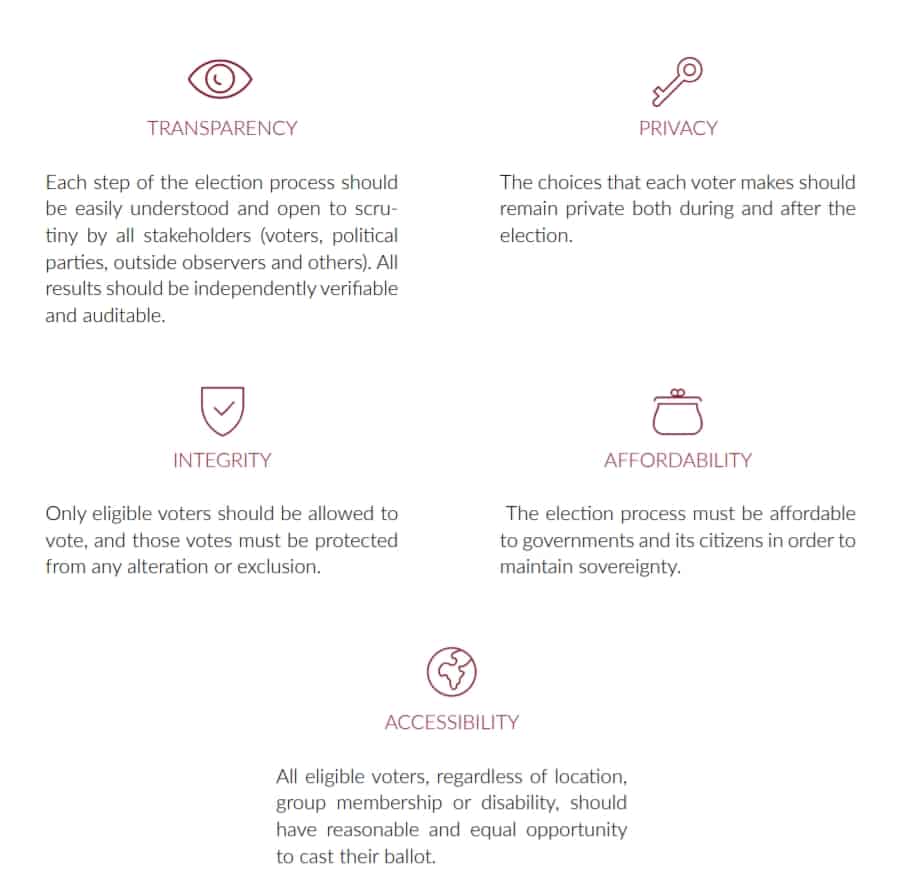 TRANSPARENCY
Each step of the election process should
be easily understood and open to scru-
tiny by all stakeholders (voters, political
parties, outside observers and others). All
results should be independently verifiable
and auditable.
PRIVACY
The choices that each voter makes should
remain private both during and after the
election.
INTEGRITY
Only eligible voters should be allowed to
vote, and those votes must be protected
from any alteration or exclusion.
AFFORDABILITY
The election process must be affordable
to governments and its citizens in order to
maintain sovereignty.
ACCESSIBILITY
All eligible voters, regardless of location,
group membership or disability, should
have reasonable and equal opportunity
to cast their ballot.